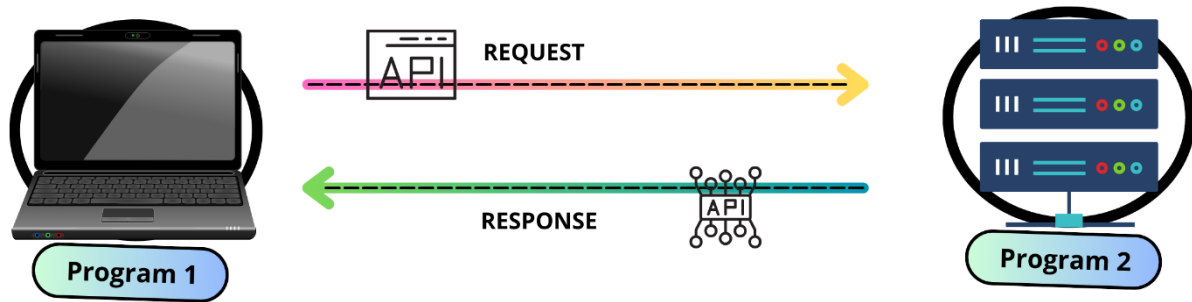 API
REQUEST
API
RESPONSE
Program 1
Program 2